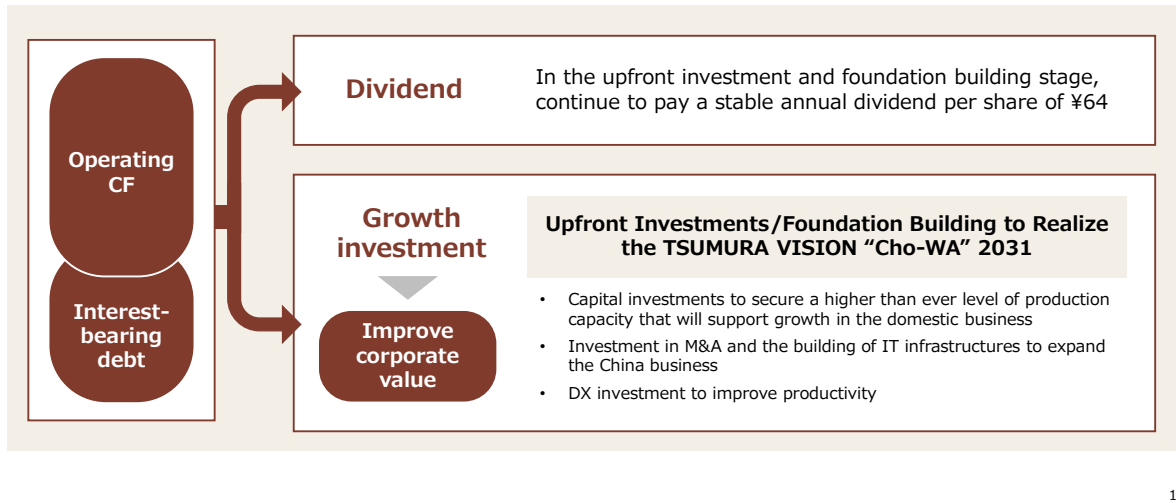 Operating
CF
Interest-
bearing
debt
Dividend
In the upfront investment and foundation building stage,
continue to pay a stable annual dividend per share of ¥64
Growth
investment
Improve
corporate
value
Upfront Investments/Foundation Building to Realize
the TSUMURA VISION “Cho-WA” 2031
• Capital investments to secure a higher than ever level of production
capacity that will support growth in the domestic business
• Investment in M&A and the building of IT infrastructures to expand
the China business
• DX investment to improve productivity
1